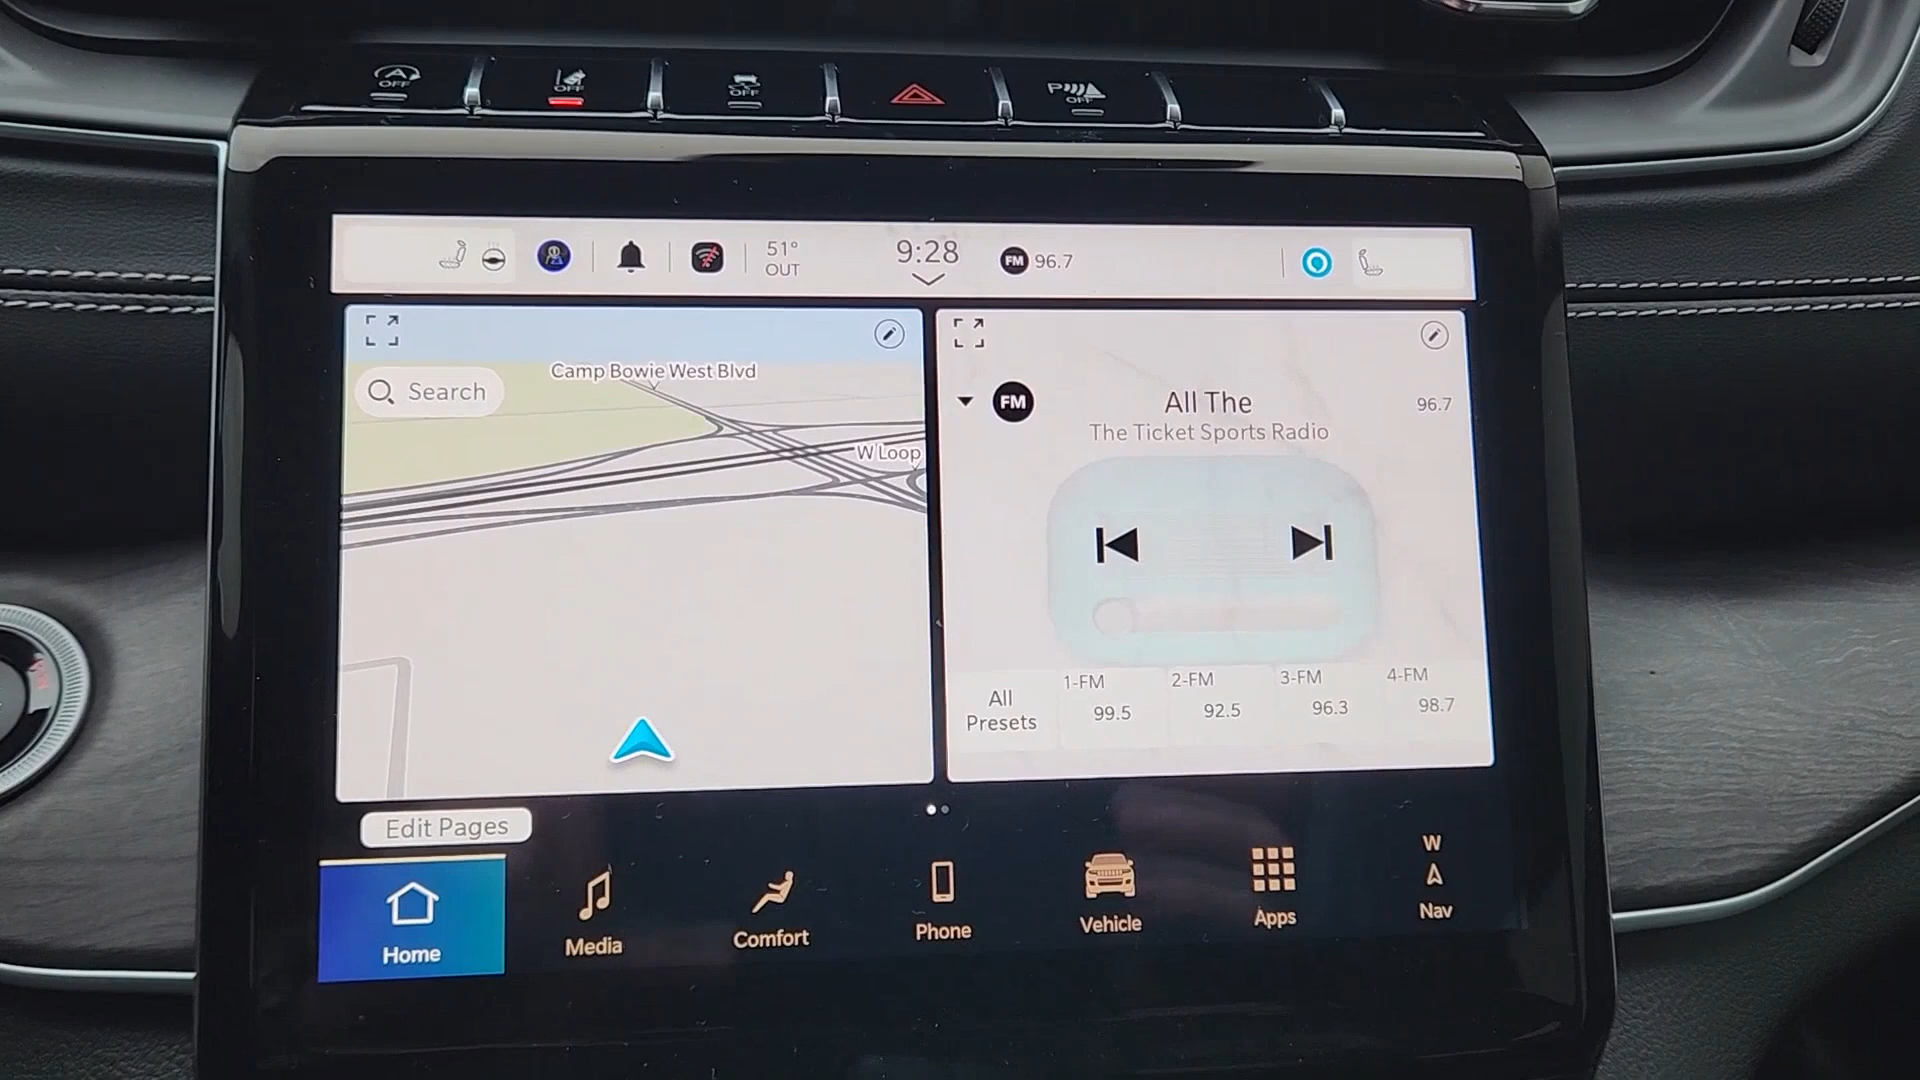 A
OFF
OFF
OFF
P
OFF
51°
OUT
9:28
FM 96.7
Search
Camp Bowie West Blvd
W Loop
FM
All The
The Ticket Sports Radio
96.7
All
Presets
1-FM
99.5
2-FM
92.5
3-FM
96.3
4-FM
98.7
Edit Pages
Home
Media
Comfort
Phone
Vehicle
Apps
W
Nav